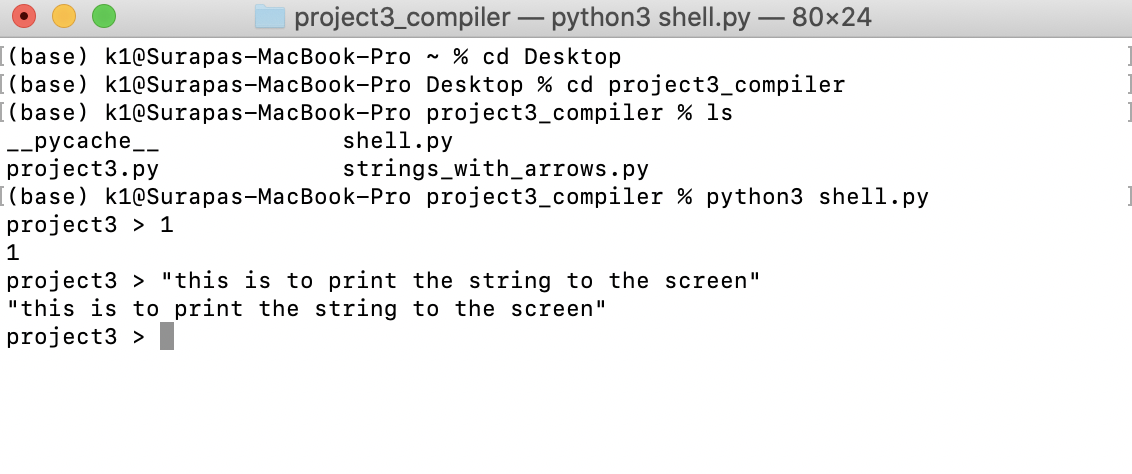 project3_compiler — python3 shell.py — 80×24
[(base) k1@Surapas-MacBook-Pro ~ % cd Desktop ]
[(base) k1@Surapas-MacBook-Pro Desktop % cd project3_compiler ]
[(base) k1@Surapas-MacBook-Pro project3_compiler % ls ]
__pycache__ shell.py
project3.py strings_with_arrows.py
[(base) k1@Surapas-MacBook-Pro project3_compiler % python3 shell.py ]
project3 > 1
1
project3 > "this is to print the string to the screen"
"this is to print the string to the screen"
project3 >